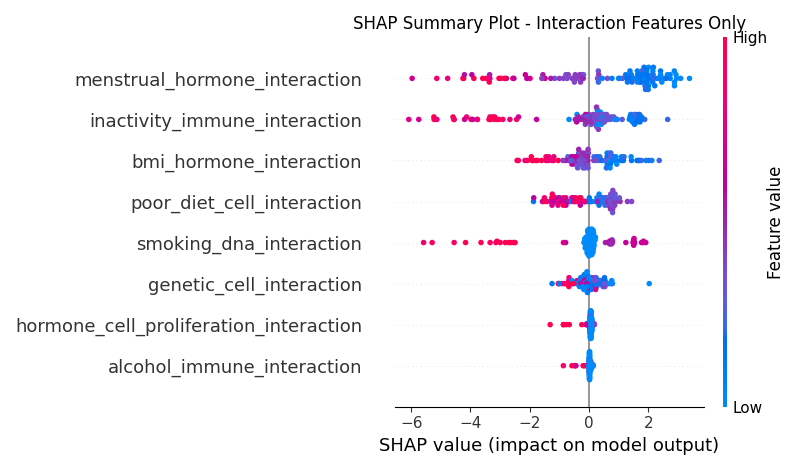 SHAP Summary Plot - Interaction Features Only
High
menstrual_hormone_interaction
inactivity_immune_interaction
bmi_hormone_interaction
poor_diet_cell_interaction
smoking_dna_interaction
genetic_cell_interaction
hormone_cell_proliferation_interaction
alcohol_immune_interaction
Feature value
Low
−6 −4 −2 0 2
SHAP value (impact on model output)